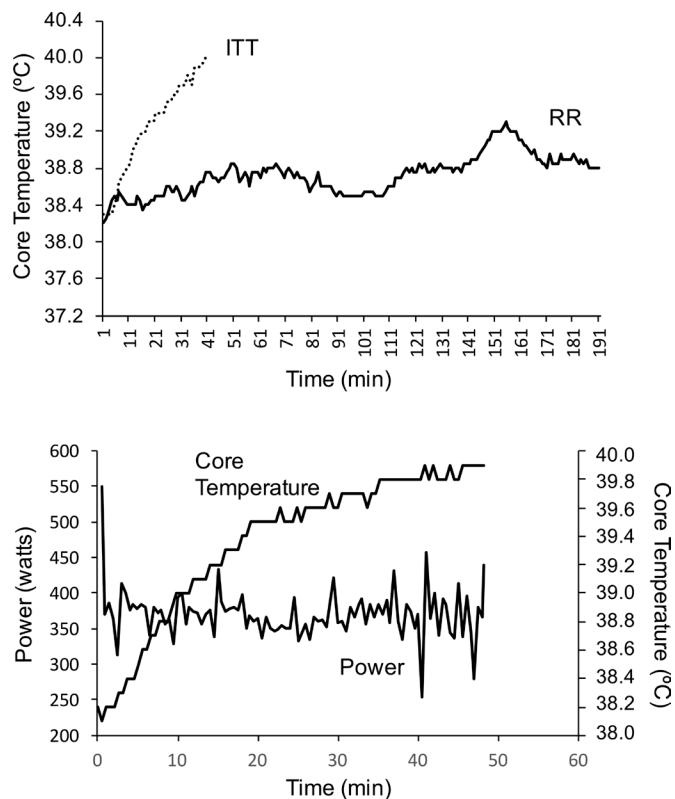 40.4
40.0
39.6
39.2
38.8
38.4
38.0
37.6
37.2
Core Temperature (ºC)
ITT
RR
1 11 21 31 41 51 61 71 81 91 101 111 121 131 141 151 161 171 181 191
Time (min)
600
550
500
450
400
350
300
250
200
Power (watts)
Core
Temperature
Power
40.0
39.8
39.6
39.4
39.2
39.0
38.8
38.6
38.4
38.2
38.0
Core Temperature (ºC)
0 10 20 30 40 50 60
Time (min)